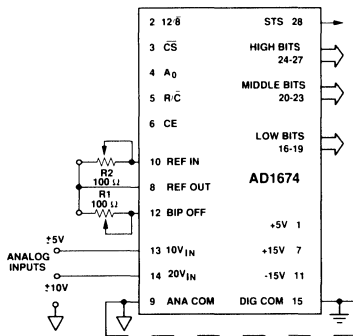 2 12/8̅
STS 28
3 C̅S̅
HIGH BITS
24-27
4 A0
MIDDLE BITS
20-23
5 R/C̅
6 CE
LOW BITS
16-19
R2
100 Ω
10 REF IN
8 REF OUT
AD1674
R1
100 Ω
12 BIP OFF
+5V 1
±5V
13 10VIN
+15V 7
ANALOG
INPUTS
14 20VIN
-15V 11
±10V
9 ANA COM
DIG COM 15